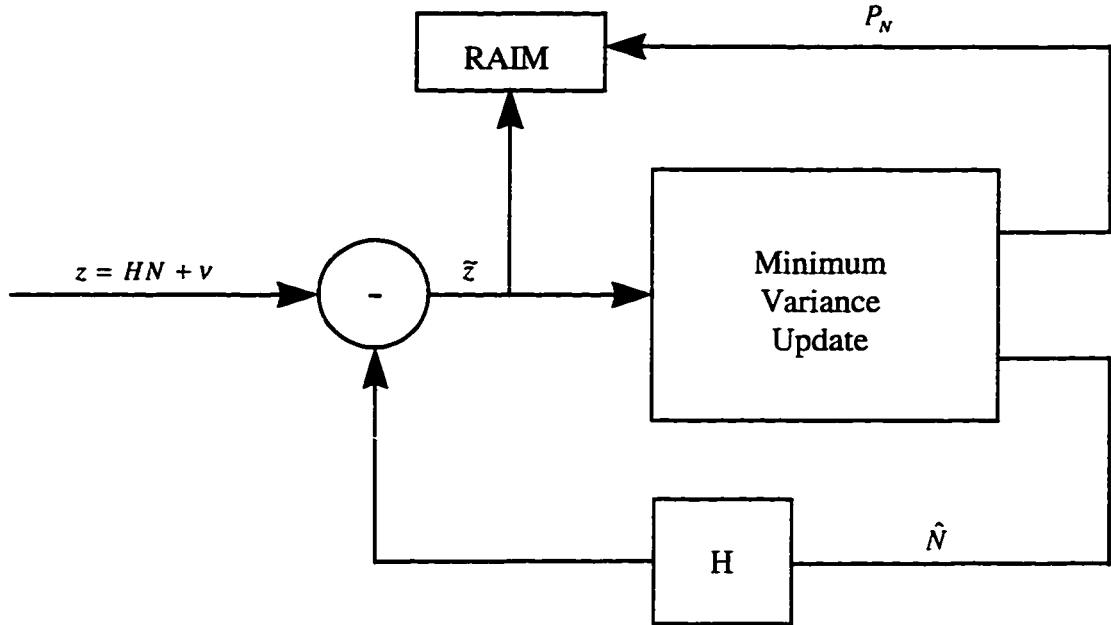 P_N
RAIM
z = HN + v
-
z̃
Minimum
Variance
Update
H
N̂